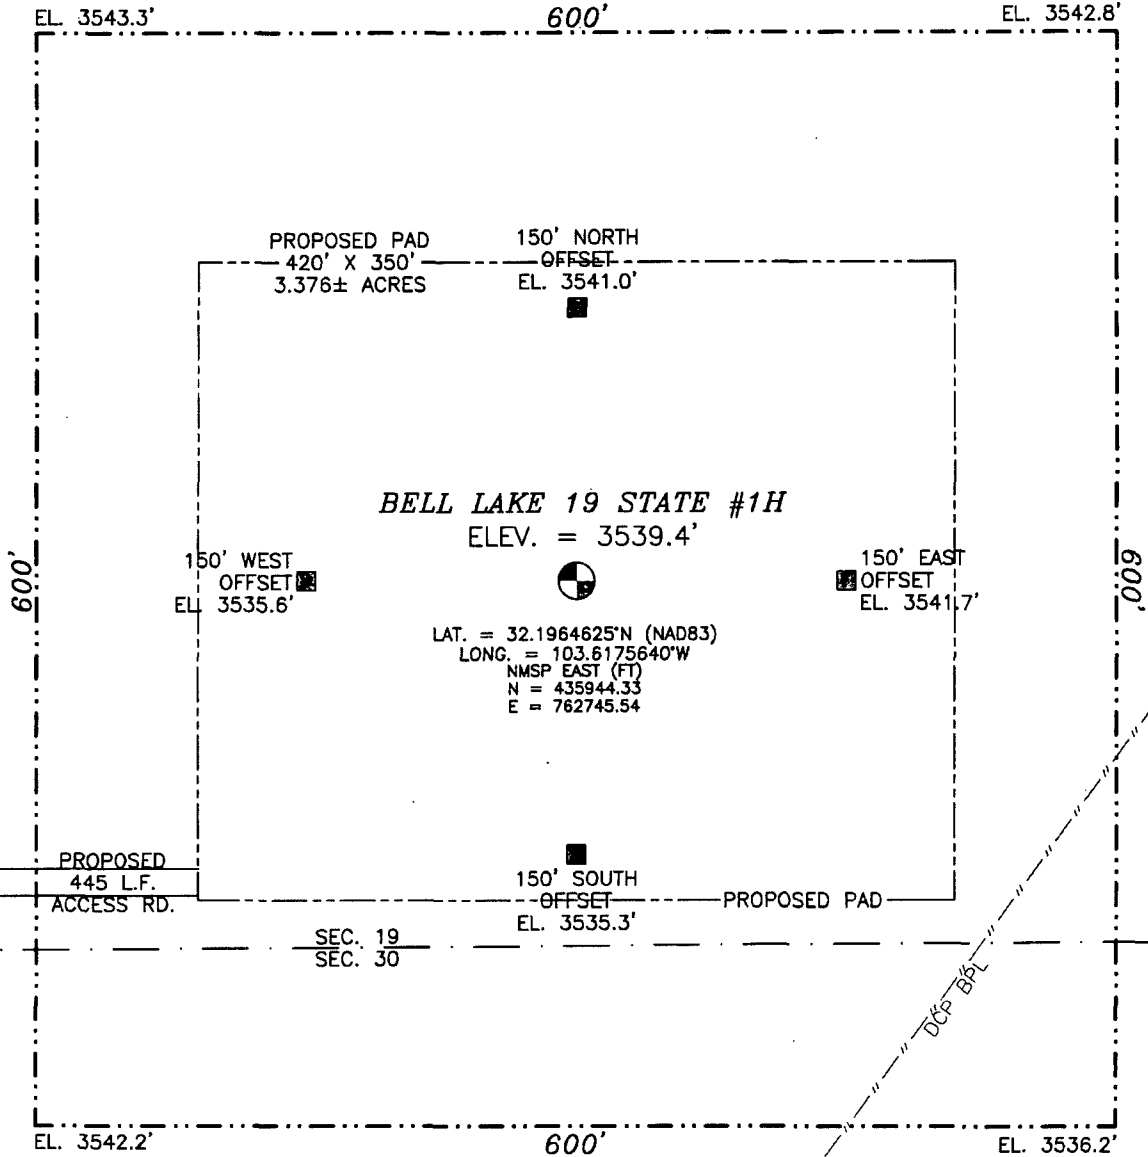 EL. 3543.3'
600'
EL. 3542.8'
PROPOSED PAD
420' X 350'
3.376± ACRES
150' NORTH
OFFSET
EL. 3541.0'
BELL LAKE 19 STATE #1H
ELEV. = 3539.4'
600'
150' WEST
OFFSET
EL. 3535.6'
150' EAST
OFFSET
EL. 3541.7'
600'
LAT. = 32.1964625°N (NAD83)
LONG. = 103.6175640°W
NMSP EAST (FT)
N = 435944.33
E = 762745.54
PROPOSED
445 L.F.
ACCESS RD.
150' SOUTH
OFFSET
EL. 3535.3'
PROPOSED PAD
SEC. 19
SEC. 30
DCP BPL
EL. 3542.2'
600'
EL. 3536.2'